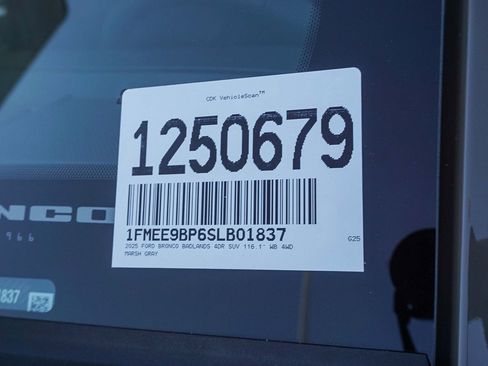 CDK VehicleScan™
1250679
1FMEE9BP6SLB01837
2025 FORD BRONCO BADLANDS 4DR SUV 116.1" WB 4WD
G25
MARSH GRAY
NCO
966
1837